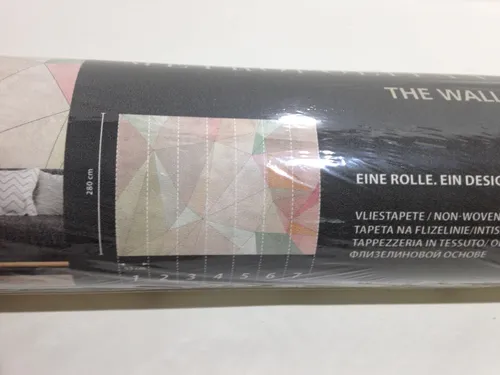 THE WALL
280 cm
EINE ROLLE. EIN DESIG
VLIESTAPETE / NON-WOVEN
TAPETA NA FLIZELINIE/INTIS
TAPPEZZERIA IN TESSUTO/
ФЛИЗЕЛИНОВОЙ ОСНОВЕ
1 2 3 4 5 6 7